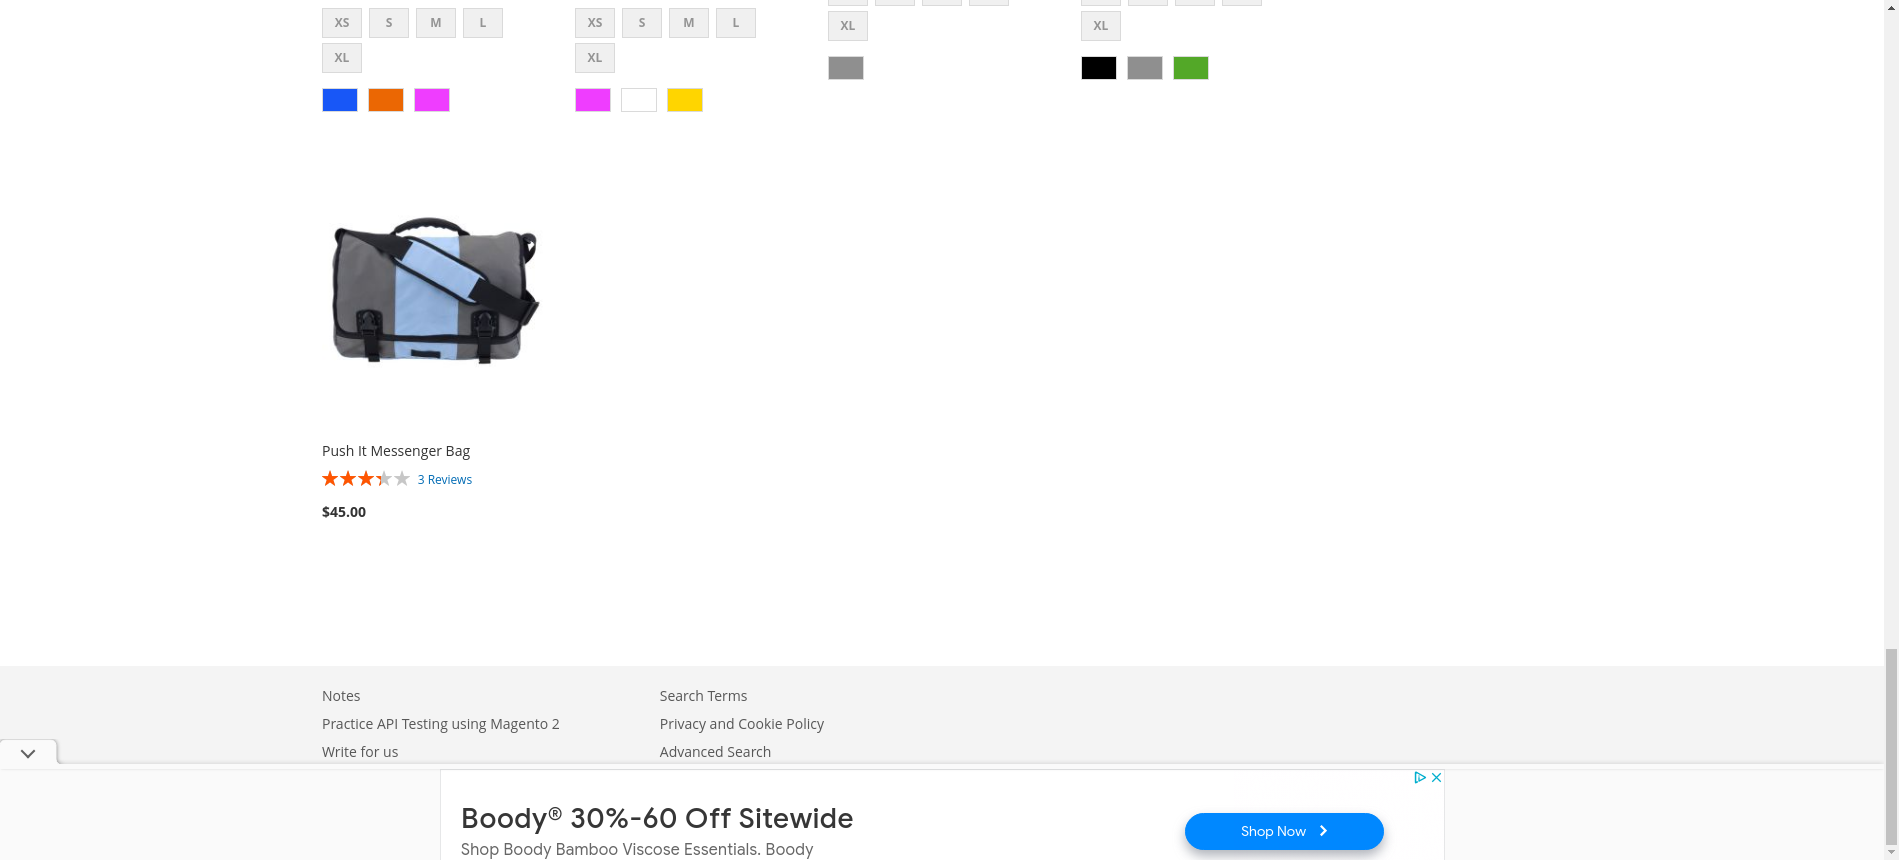 XS S M L
XL
XS S M L
XL
XL
XL
Push It Messenger Bag
3 Reviews
$45.00
Notes
Practice API Testing using Magento 2
Write for us
Search Terms
Privacy and Cookie Policy
Advanced Search
Boody® 30%-60 Off Sitewide
Shop Boody Bamboo Viscose Essentials. Boody
Shop Now